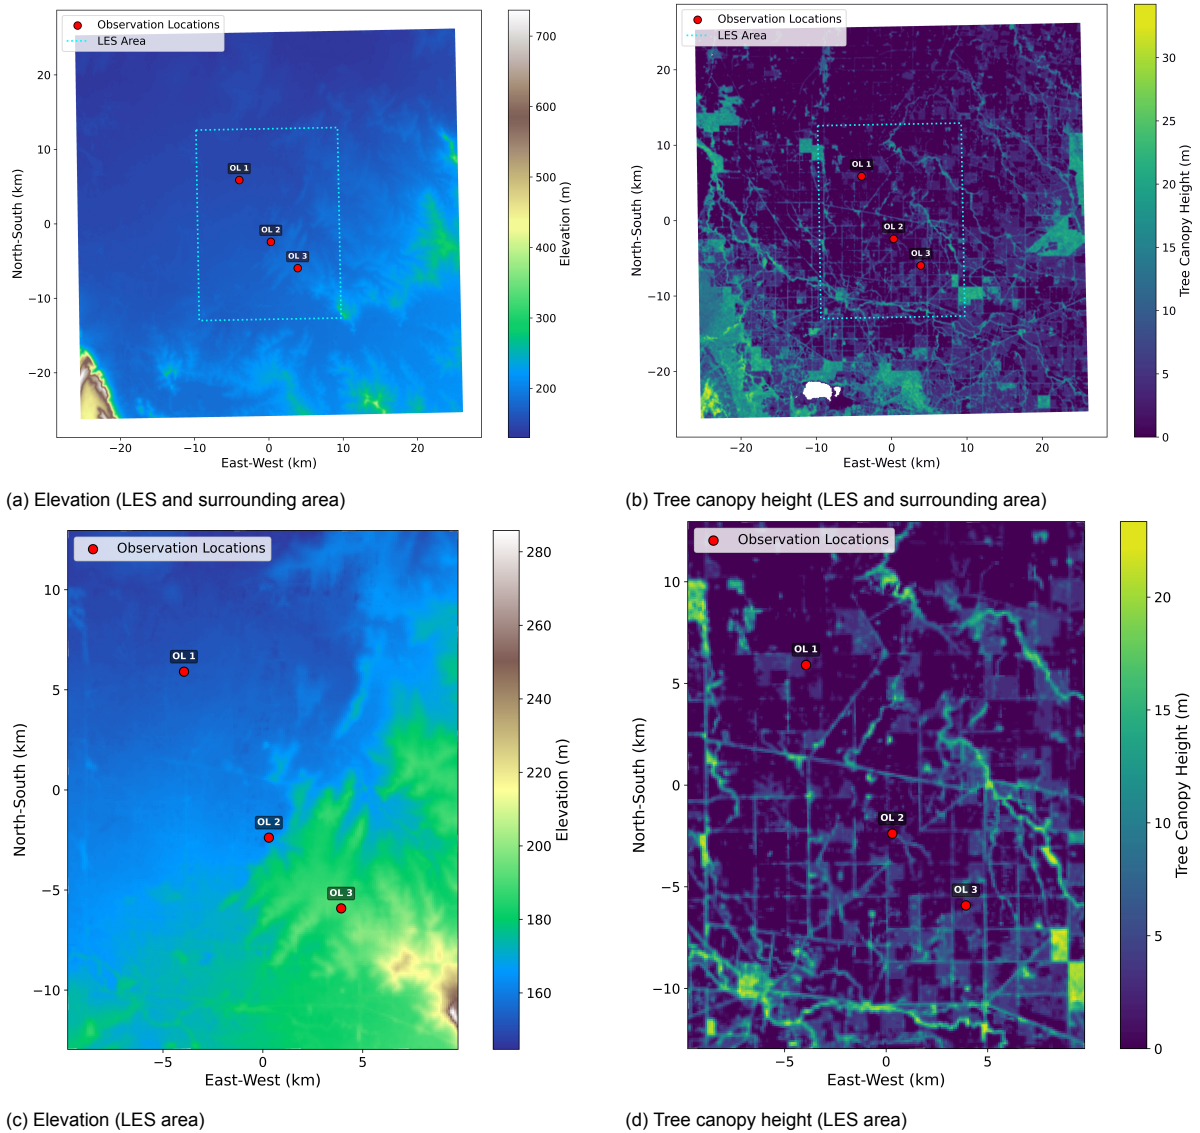 Observation Locations
LES Area
OL 1
OL 2
OL 3
20
10
0
−10
−20
North-South (km)
−20
−10
0
10
20
East-West (km)
700
600
500
400
300
200
Elevation (m)
(a) Elevation (LES and surrounding area)
Observation Locations
LES Area
OL 1
OL 2
OL 3
20
10
0
−10
−20
North-South (km)
−20
−10
0
10
20
East-West (km)
30
25
20
15
10
5
0
Tree Canopy Height (m)
(b) Tree canopy height (LES and surrounding area)
Observation Locations
OL 1
OL 2
OL 3
10
5
0
−5
−10
North-South (km)
−5
0
5
East-West (km)
280
260
240
220
200
180
160
Elevation (m)
(c) Elevation (LES area)
Observation Locations
OL 1
OL 2
OL 3
10
5
0
−5
−10
North-South (km)
−5
0
5
East-West (km)
20
15
10
5
0
Tree Canopy Height (m)
(d) Tree canopy height (LES area)